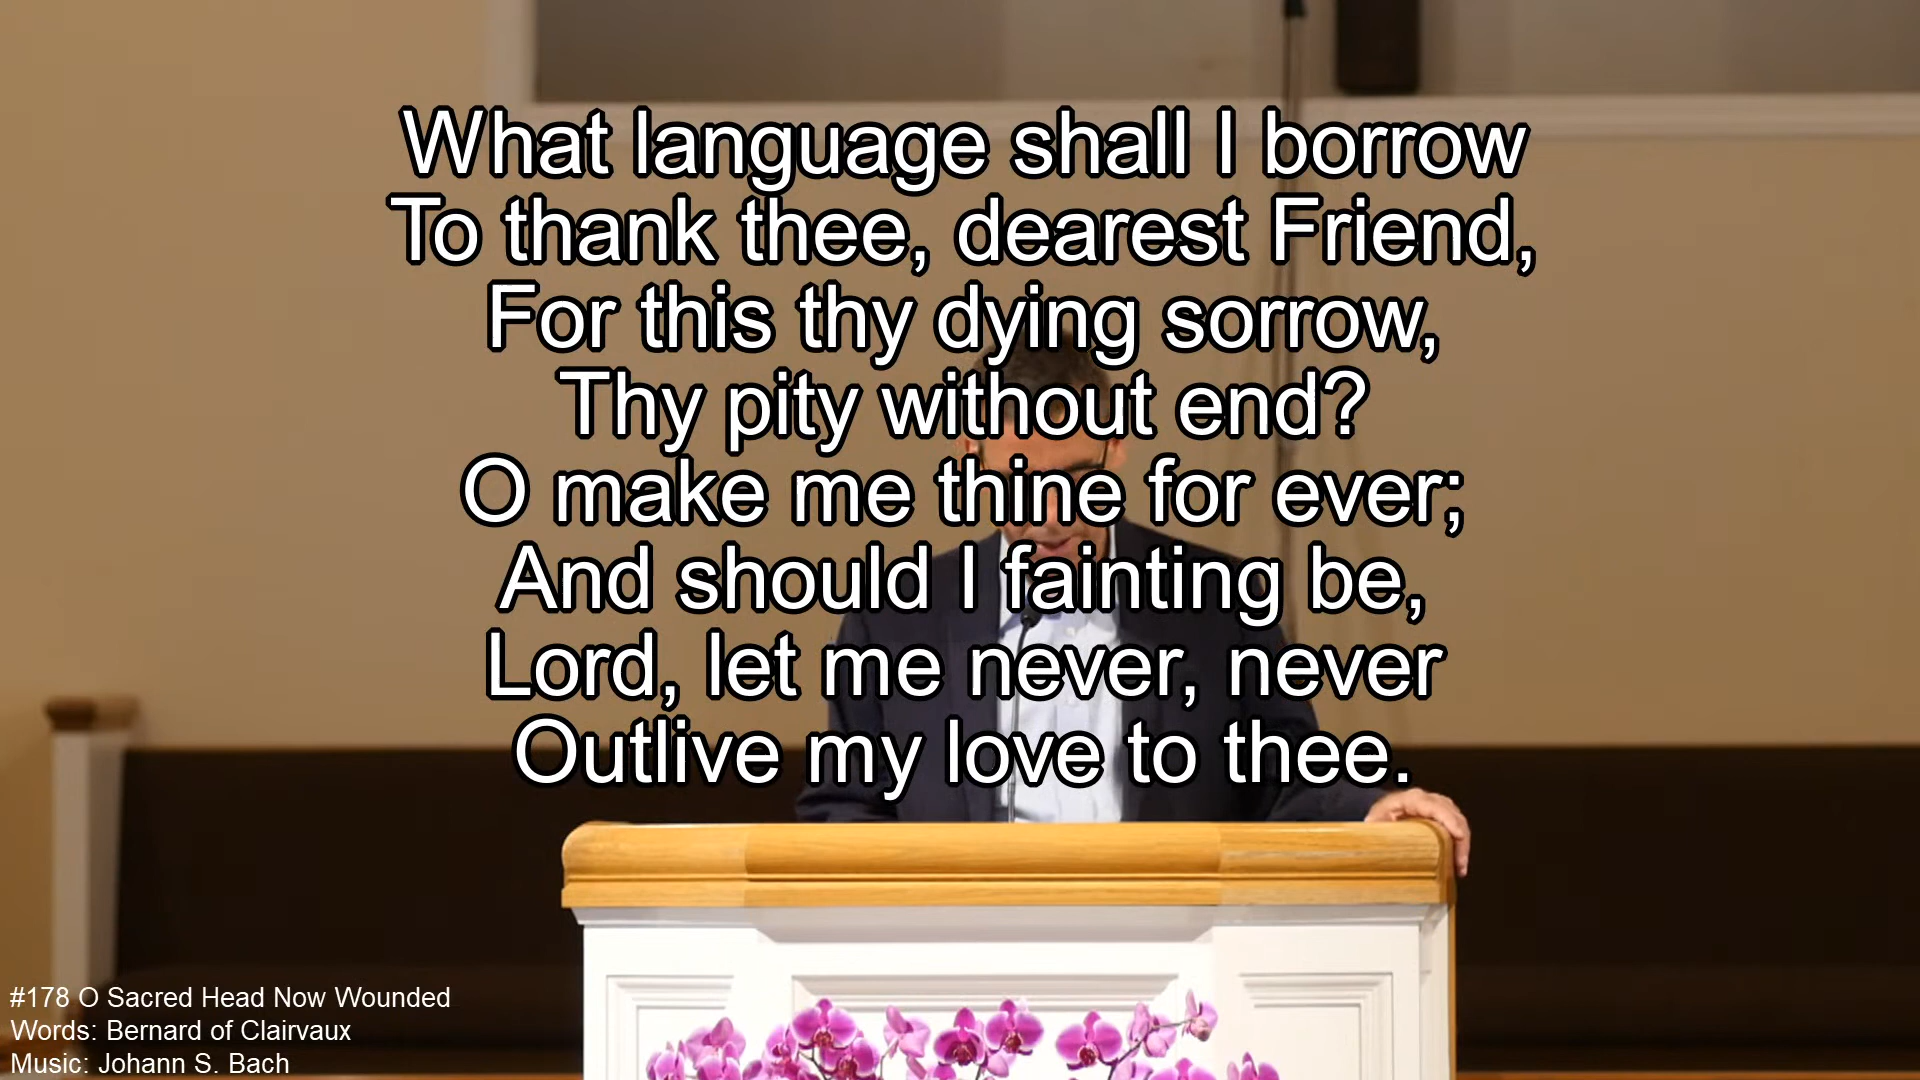 What language shall I borrow
To thank thee, dearest Friend,
For this thy dying sorrow,
Thy pity without end?
O make me thine for ever;
And should I fainting be,
Lord, let me never, never
Outlive my love to thee.
#178 O Sacred Head Now Wounded
Words: Bernard of Clairvaux
Music: Johann S. Bach